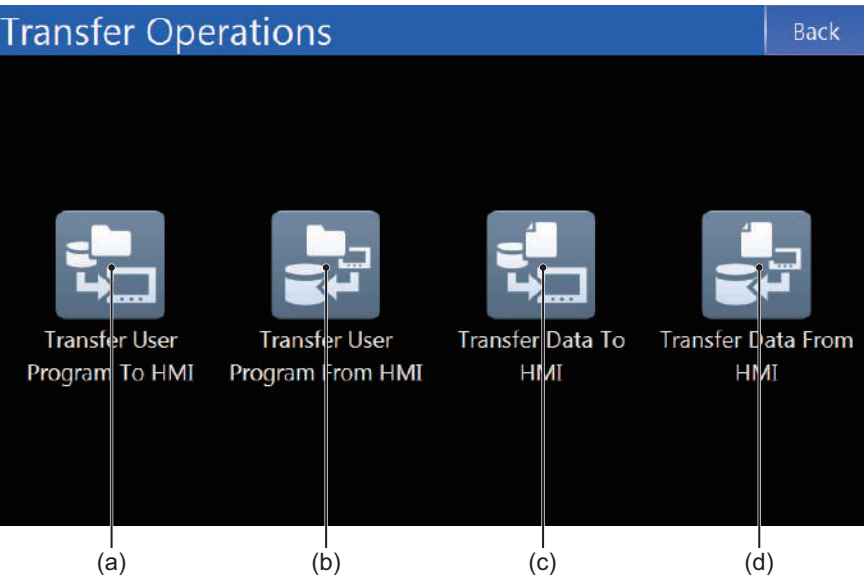 Transfer Operations
Back
Transfer User
Program To HMI
Transfer User
Program From HMI
Transfer Data To
HMI
Transfer Data From
HMI
(a)
(b)
(c)
(d)